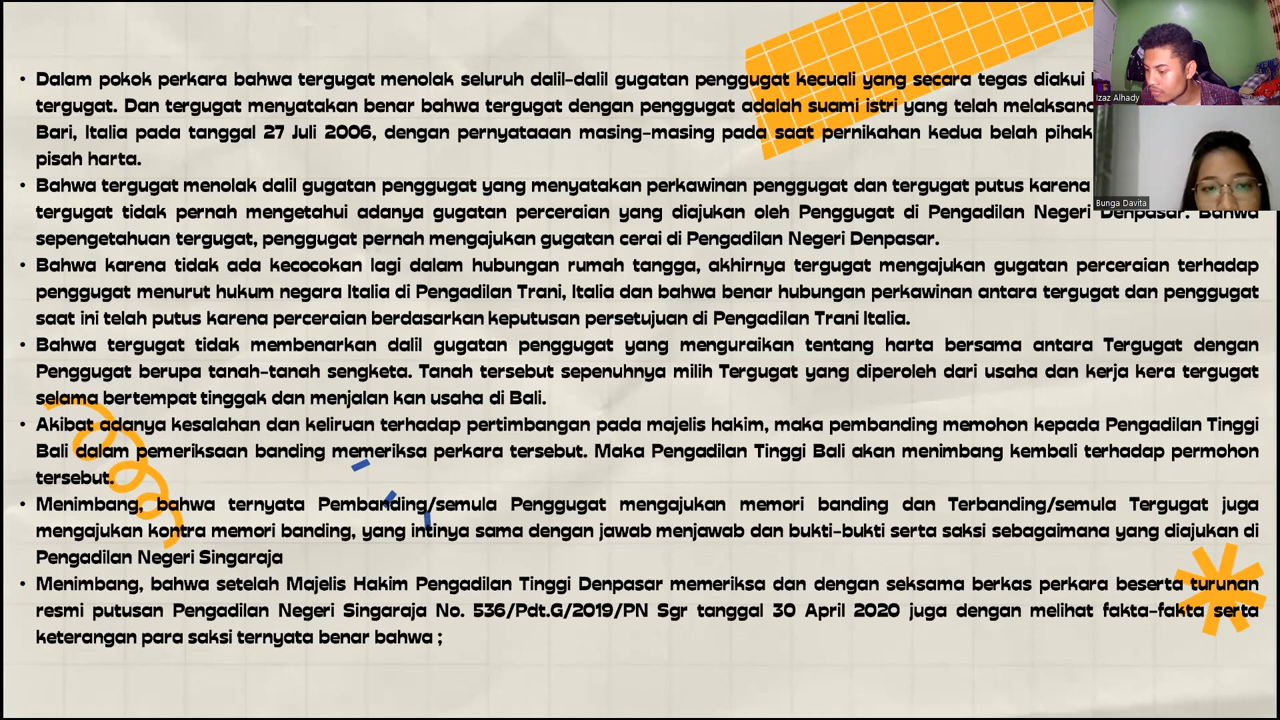 • Dalam pokok perkara bahwa tergugat menolak seluruh dalil-dalil gugatan penggugat kecuali yang secara tegas diakui
tergugat. Dan tergugat menyatakan benar bahwa tergugat dengan penggugat adalah suami istri yang telah
Bari, Italia pada tanggal 27 Juli 2006, dengan pernyataaan masing-masing pada saat pernikahan kedua belah pihak
pisah harta.
• Bahwa tergugat menolak dalil gugatan penggugat yang menyatakan perkawinan penggugat dan tergugat putus karena
tergugat tidak pernah mengetahui adanya gugatan perceraian yang diajukan oleh Penggugat di Pengadilan Negeri Denpasar. Bahwa
sepengetahuan tergugat, penggugat pernah mengajukan gugatan cerai di Pengadilan Negeri Denpasar.
• Bahwa karena tidak ada kecocokan lagi dalam hubungan rumah tangga, akhirnya tergugat mengajukan gugatan perceraian terhadap
penggugat menurut hukum negara Italia di Pengadilan Trani, Italia dan bahwa benar hubungan perkawinan antara tergugat dan penggugat
saat ini telah putus karena perceraian berdasarkan keputusan persetujuan di Pengadilan Trani Italia.
• Bahwa tergugat tidak membenarkan dalil gugatan penggugat yang menguraikan tentang harta bersama antara Tergugat dengan
Penggugat berupa tanah-tanah sengketa. Tanah tersebut sepenuhnya milih Tergugat yang diperoleh dari usaha dan kerja kera tergugat
selama bertempat tinggak dan menjalan kan usaha di Bali.
• Akibat adanya kesalahan dan keliruan terhadap pertimbangan pada majelis hakim, maka pembanding memohon kepada Pengadilan Tinggi
Bali dalam pemeriksaan banding memeriksa perkara tersebut. Maka Pengadilan Tinggi Bali akan menimbang kembali terhadap permohon
tersebut.
• Menimbang, bahwa ternyata Pembanding/semula Penggugat mengajukan memori banding dan Terbanding/semula Tergugat juga
mengajukan kontra memori banding, yang intinya sama dengan jawab menjawab dan bukti-bukti serta saksi sebagaimana yang diajukan di
Pengadilan Negeri Singaraja
• Menimbang, bahwa setelah Majelis Hakim Pengadilan Tinggi Denpasar memeriksa dan dengan seksama berkas perkara beserta turunan
resmi putusan Pengadilan Negeri Singaraja No. 536/Pdt.G/2019/PN Sgr tanggal 30 April 2020 juga dengan melihat fakta-fakta serta
keterangan para saksi ternyata benar bahwa ;
Izaz Alhady
Bunga Davita